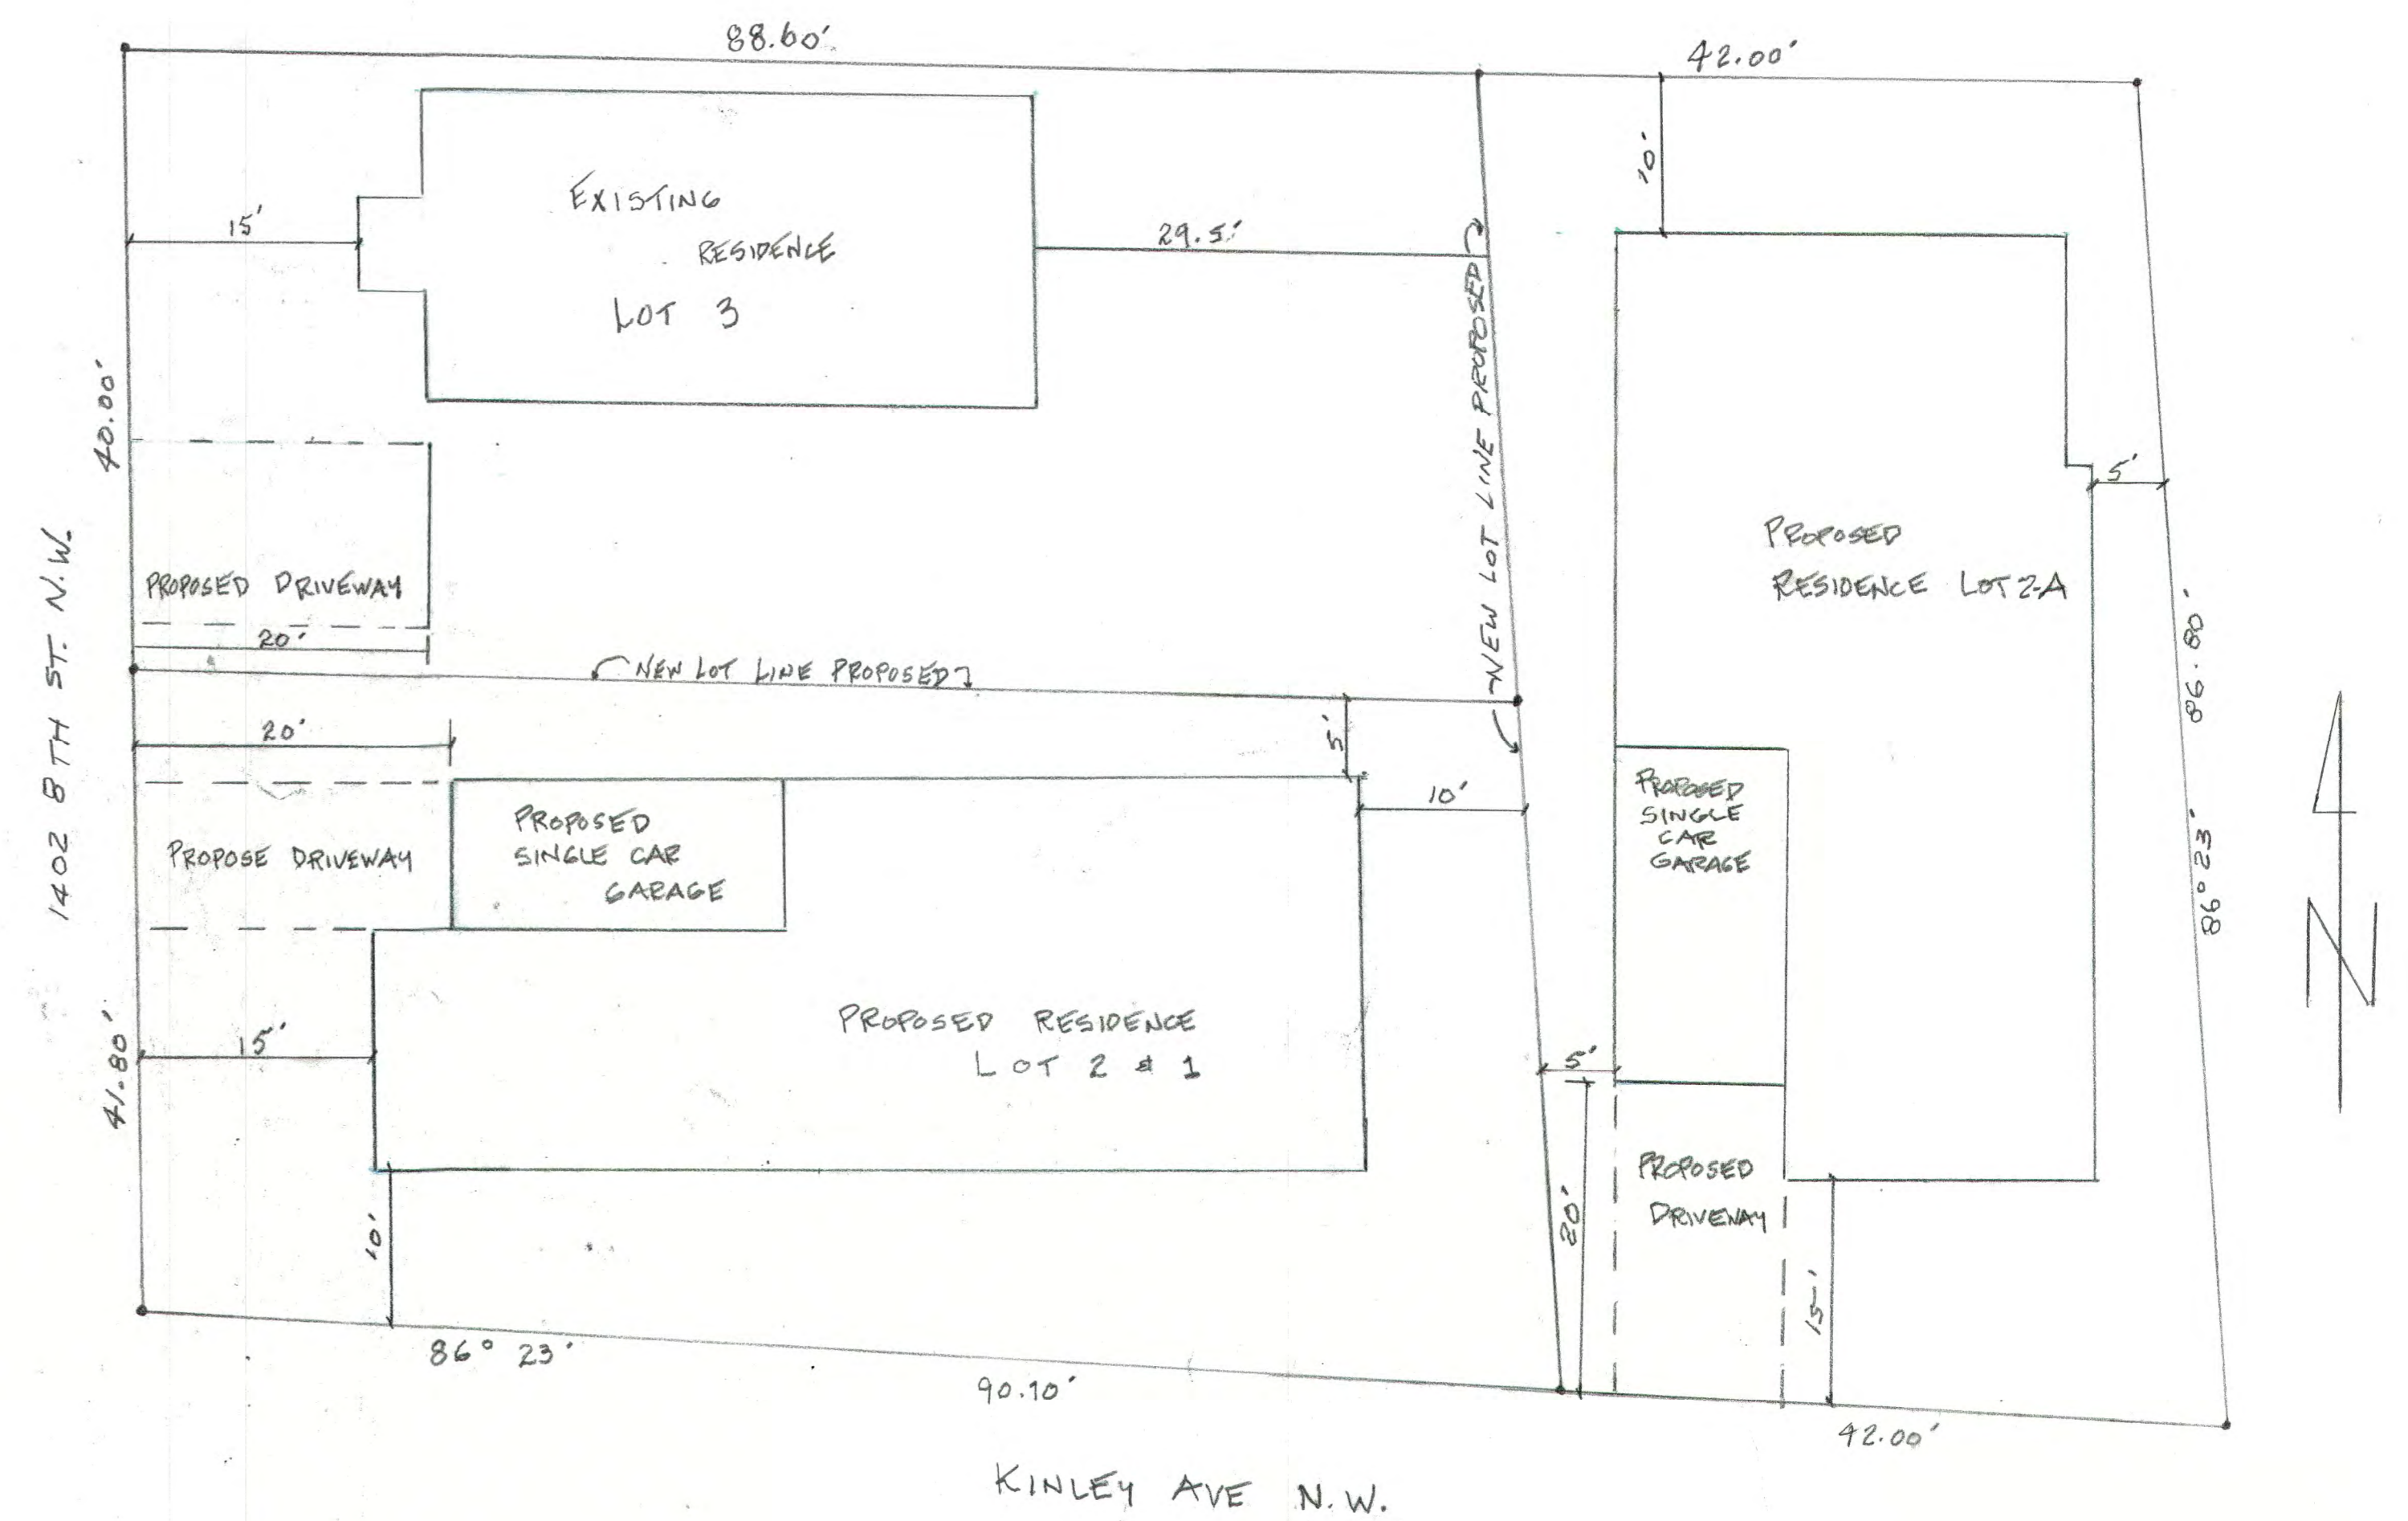 88.60'
42.00'
10'
EXISTING
RESIDENCE
LOT 3
15'
29.5'
NEW LOT LINE PROPOSED
40.00'
5'
PROPOSED
RESIDENCE LOT 2-A
PROPOSED DRIVEWAY
20'
NEW LOT LINE PROPOSED
86.80'
86° 23'
1402 8TH ST. N.W.
20'
5'
10'
PROPOSED
SINGLE CAR
GARAGE
PROPOSE DRIVEWAY
PROPOSED
SINGLE
CAR
GARAGE
N
41.80'
15'
PROPOSED RESIDENCE
LOT 2 & 1
5'
10'
20'
PROPOSED
DRIVEWAY
15'
86° 23'
90.10'
42.00'
KINLEY AVE N.W.